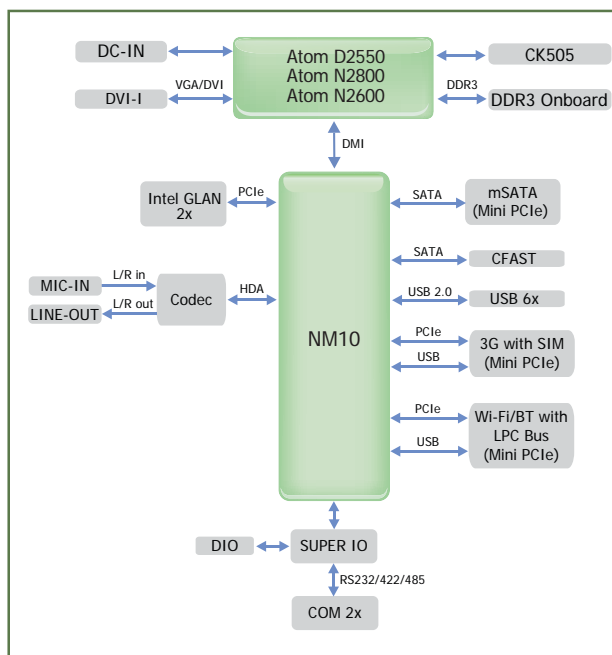 DC-IN
Atom D2550
Atom N2800
Atom N2600
CK505
VGA/DVI
DDR3
DVI-I
DDR3 Onboard
DMI
Intel GLAN
2x
PCIe
SATA
mSATA
(Mini PCIe)
SATA
CFAST
MIC-IN
L/R in
LINE-OUT
L/R out
Codec
HDA
USB 2.0
USB 6x
NM10
PCIe
USB
3G with SIM
(Mini PCIe)
PCIe
USB
Wi-Fi/BT with
LPC Bus
(Mini PCIe)
DIO
SUPER IO
RS232/422/485
COM 2x